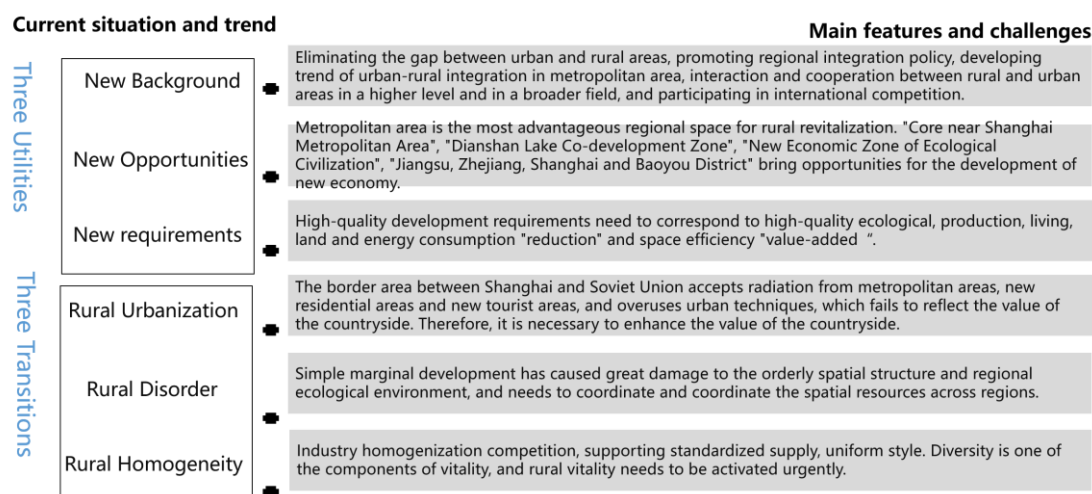 Current situation and trend
Main features and challenges
Three Utilities
New Background
Eliminating the gap between urban and rural areas, promoting regional integration policy, developing
trend of urban-rural integration in metropolitan area, interaction and cooperation between rural and urban
areas in a higher level and in a broader field, and participating in international competition.
New Opportunities
Metropolitan area is the most advantageous regional space for rural revitalization. "Core near Shanghai
Metropolitan Area", "Dianshan Lake Co-development Zone", "New Economic Zone of Ecological
Civilization", "Jiangsu, Zhejiang, Shanghai and Baoyou District" bring opportunities for the development of
new economy.
New requirements
High-quality development requirements need to correspond to high-quality ecological, production, living,
land and energy consumption "reduction" and space efficiency "value-added “.
Three Transitions
Rural Urbanization
The border area between Shanghai and Soviet Union accepts radiation from metropolitan areas, new
residential areas and new tourist areas, and overuses urban techniques, which fails to reflect the value of
the countryside. Therefore, it is necessary to enhance the value of the countryside.
Rural Disorder
Simple marginal development has caused great damage to the orderly spatial structure and regional
ecological environment, and needs to coordinate and coordinate the spatial resources across regions.
Rural Homogeneity
Industry homogenization competition, supporting standardized supply, uniform style. Diversity is one of
the components of vitality, and rural vitality needs to be activated urgently.